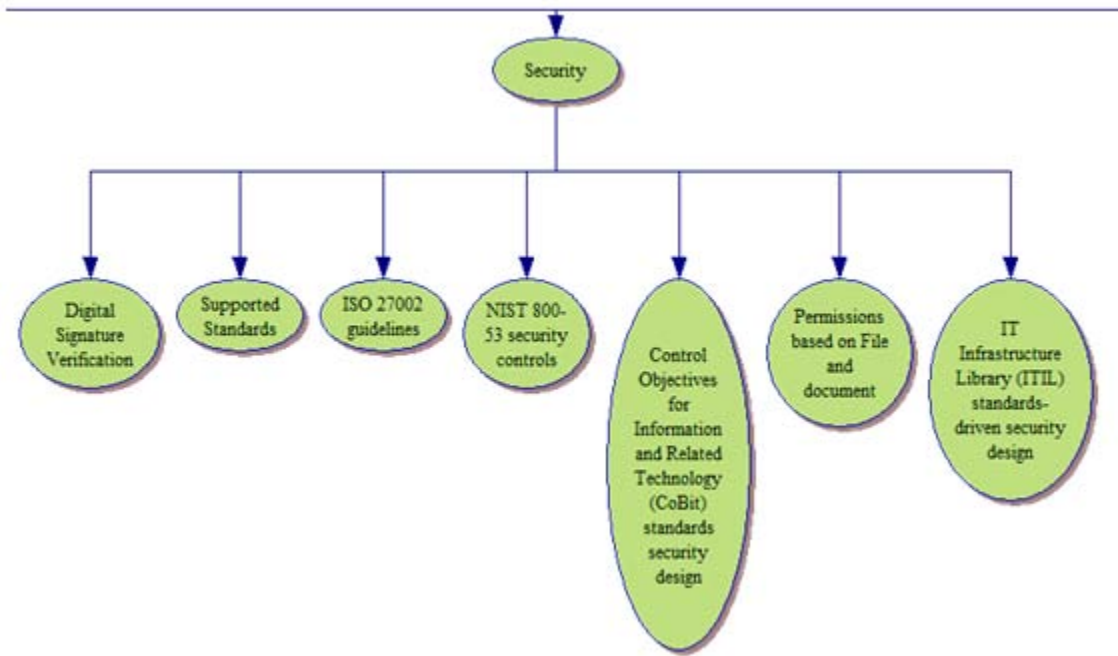 Security
Digital
Signature
Verification
Supported
Standards
ISO 27002
guidelines
NIST 800-
53 security
controls
Control
Objectives
for
Information
and Related
Technology
(CoBit)
standards
security
design
Permissions
based on File
and
document
IT
Infrastructure
Library (ITIL)
standards-
driven security
design